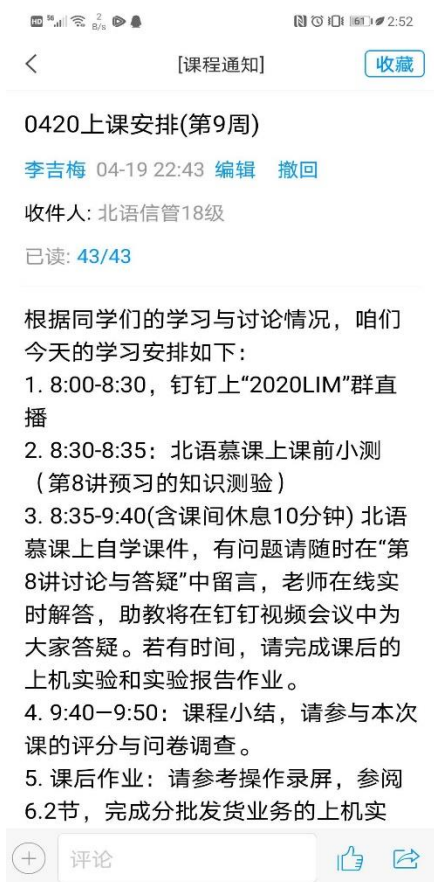 HD 5G 2 B/s 61 2:52
[课程通知] 收藏
0420上课安排(第9周)
李吉梅 04-19 22:43 编辑 撤回
收件人: 北语信管18级
已读: 43/43
根据同学们的学习与讨论情况，咱们
今天的学习安排如下：
1. 8:00-8:30，钉钉上“2020LIM”群直
播
2. 8:30-8:35：北语慕课上课前小测
（第8讲预习的知识测验）
3. 8:35-9:40(含课间休息10分钟) 北语
慕课上自学课件，有问题请随时在“第
8讲讨论与答疑”中留言，老师在线实
时解答，助教将在钉钉视频会议中为
大家答疑。若有时间，请完成课后的
上机实验和实验报告作业。
4. 9:40—9:50：课程小结，请参与本次
课的评分与问卷调查。
5. 课后作业：请参考操作录屏，参阅
6.2节，完成分批发货业务的上机实
评论